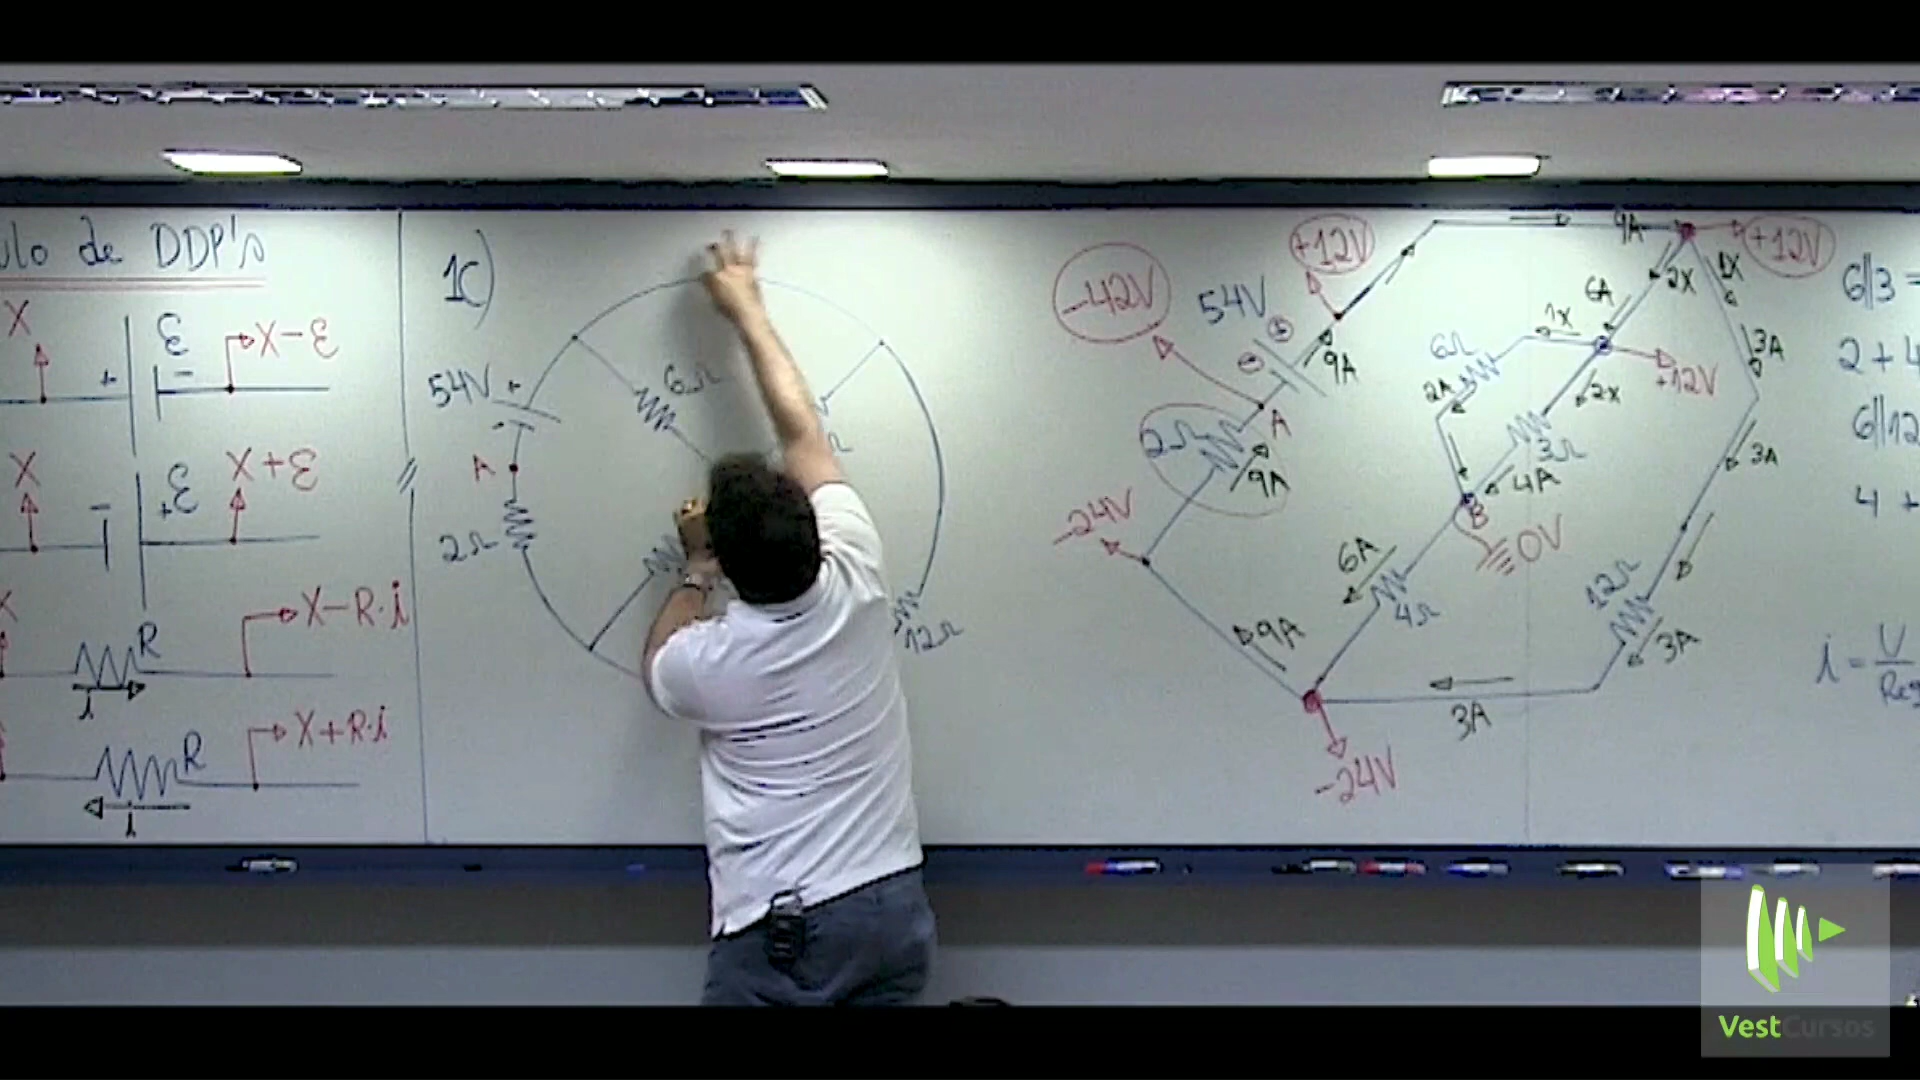 ulo de DDP's
X
ε
X-ε
+
-
X
-
+
ε
X+ε
X
R
i
X-R·i
R
i
X+R·i
1C)
54V
+
-
6Ω
A
2Ω
12Ω
-42V
+12V
54V
9A
9A
A
2Ω
-24V
9A
9A
+12V
2X
1X
6A
1X
6Ω
2A
2X
+12V
3A
3Ω
4A
B
0V
3A
6A
4Ω
12Ω
3A
3A
-24V
6//3 =
2 + 4
6//12
4 +
i = V
Req
VestCursos